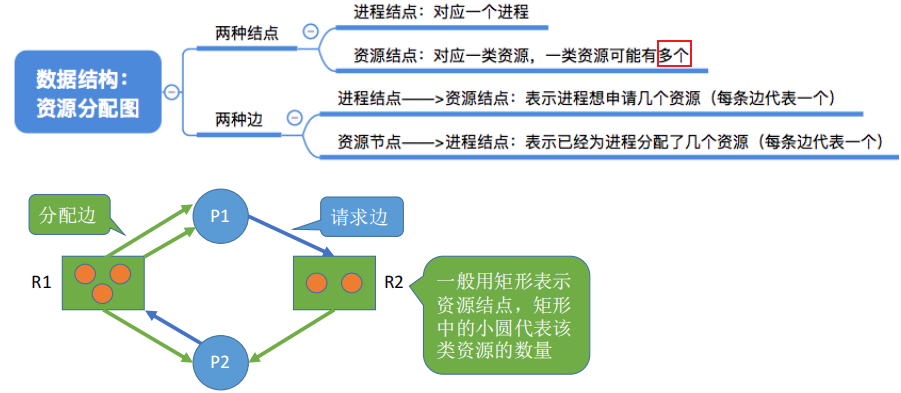 进程结点：对应一个进程
两种结点
资源结点：对应一类资源，一类资源可能有多个
数据结构：
资源分配图
进程结点——>资源结点：表示进程想申请几个资源（每条边代表一个）
两种边
资源节点——>进程结点：表示已经为进程分配了几个资源（每条边代表一个）
分配边
P1
请求边
R1
R2
一般用矩形表示
资源结点，矩形
中的小圆代表该
类资源的数量
P2